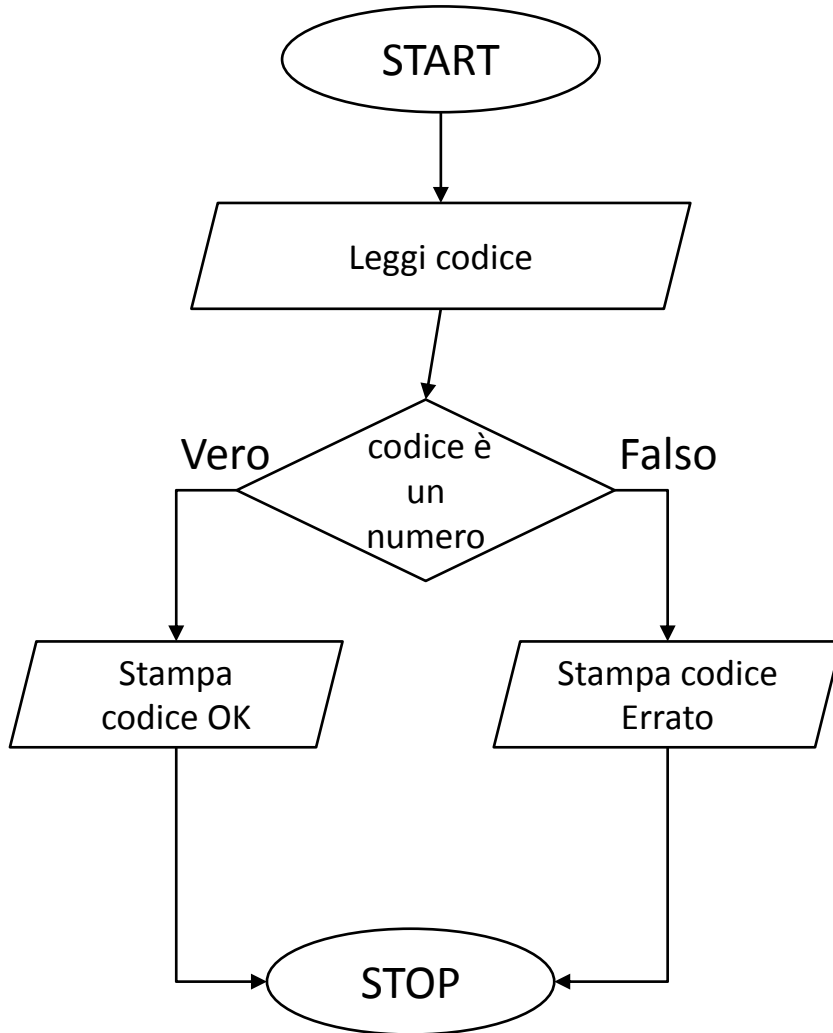 START
Leggi codice
Vero
codice è
un
numero
Falso
Stampa
codice OK
Stampa codice
Errato
STOP